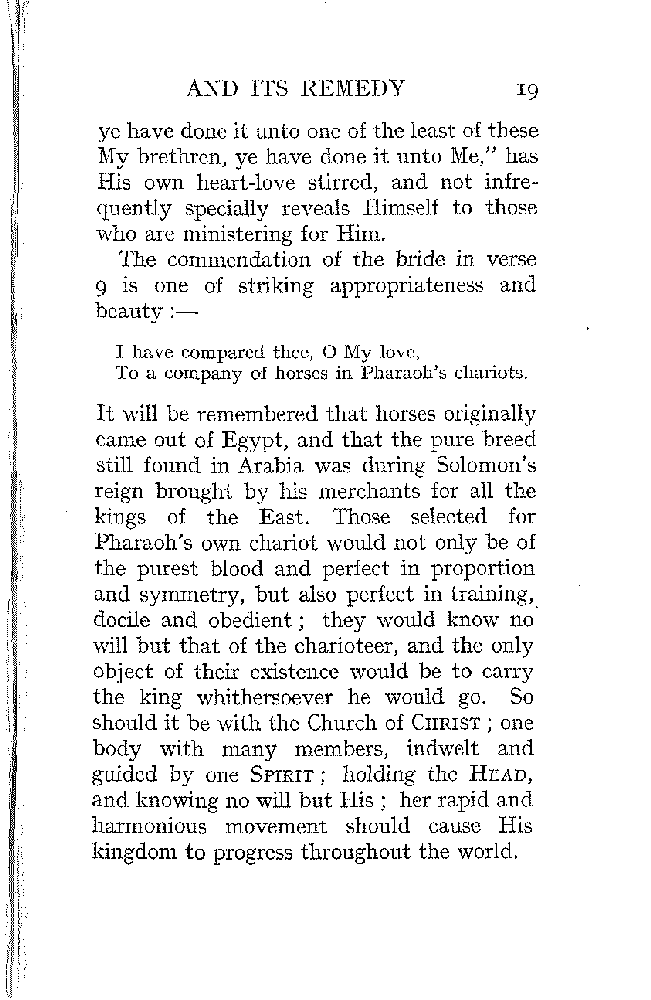 AND ITS REMEDY 19
ye have done it unto one of the least of these
My brethren, ye have done it unto Me,” has
His own heart-love stirred, and not infre-
quently specially reveals Himself to those
who are ministering for Him.
The commendation of the bride in verse
9 is one of striking appropriateness and
beauty :—
I have compared thee, O My love,
To a company of horses in Pharaoh’s chariots.
It will be remembered that horses originally
came out of Egypt, and that the pure breed
still found in Arabia was during Solomon’s
reign brought by his merchants for all the
kings of the East. Those selected for
Pharaoh’s own chariot would not only be of
the purest blood and perfect in proportion
and symmetry, but also perfect in training,
docile and obedient ; they would know no
will but that of the charioteer, and the only
object of their existence would be to carry
the king whithersoever he would go. So
should it be with the Church of CHRIST ; one
body with many members, indwelt and
guided by one SPIRIT ; holding the HEAD,
and knowing no will but His ; her rapid and
harmonious movement should cause His
kingdom to progress throughout the world.